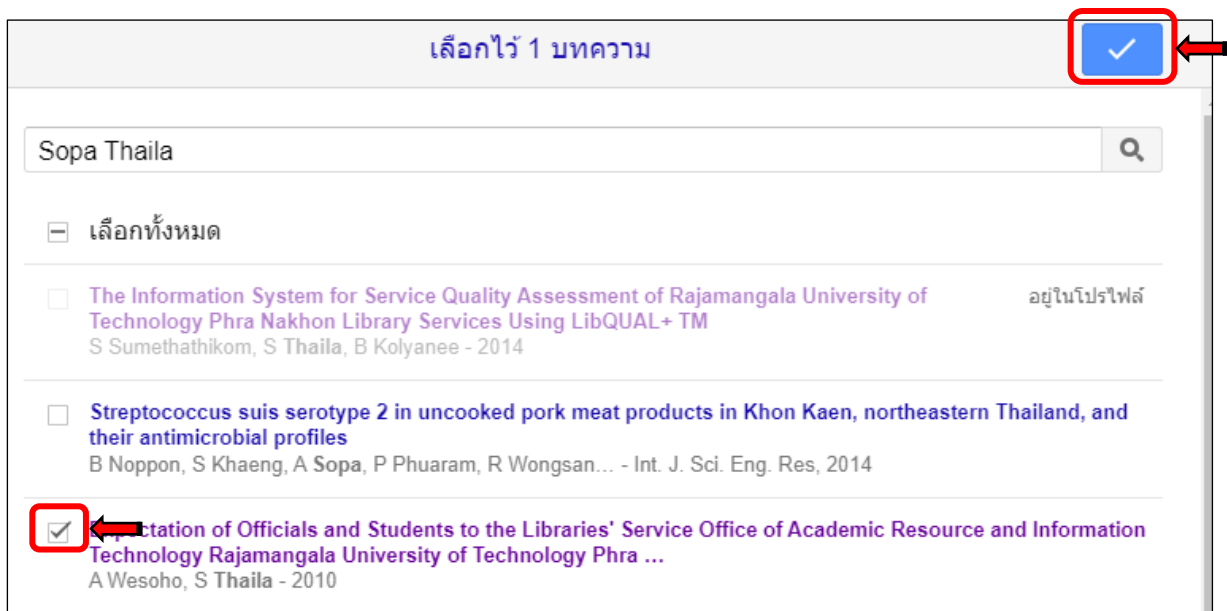 เลือกไว้ 1 บทความ
Sopa Thaila
เลือกทั้งหมด
The Information System for Service Quality Assessment of Rajamangala University of
อยู่ในโปรไฟล์
Technology Phra Nakhon Library Services Using LibQUAL+ TM
S Sumethathikom, S Thaila, B Kolyanee - 2014
Streptococcus suis serotype 2 in uncooked pork meat products in Khon Kaen, northeastern Thailand, and
their antimicrobial profiles
B Noppon, S Khaeng, A Sopa, P Phuaram, R Wongsan... - Int. J. Sci. Eng. Res, 2014
of Officials and Students to the Libraries' Service Office of Academic Resource and Information
Technology Rajamangala University of Technology Phra ...
A Wesoho, S Thaila - 2010